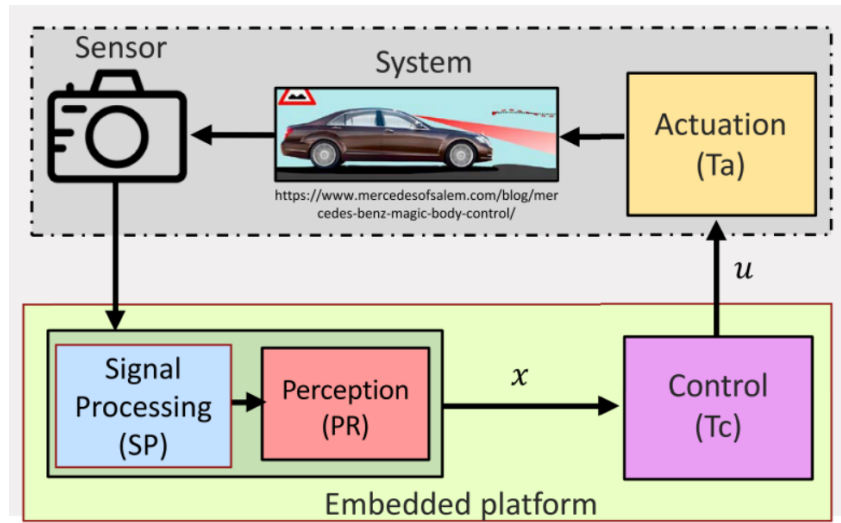 Sensor
System
Actuation
(Ta)
https://www.mercedesofsalem.com/blog/mer
cedes-benz-magic-body-control/
u
Signal
Processing
(SP)
Perception
(PR)
x
Control
(Tc)
Embedded platform